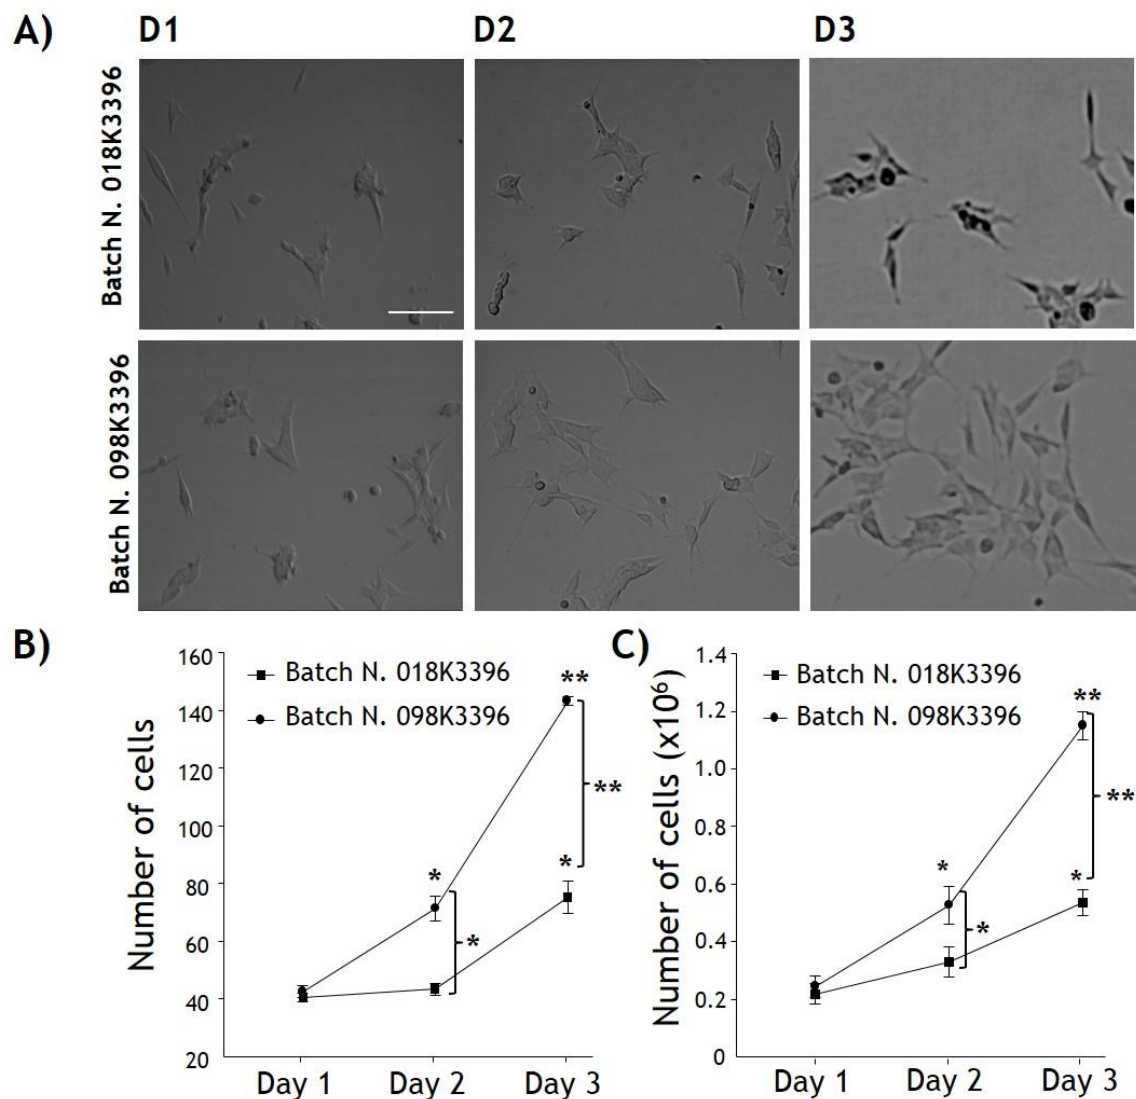 A)
D1
D2
D3
Batch N. 018K3396
Batch N. 098K3396
B)
160
140
120
100
80
60
40
20
Number of cells
Batch N. 018K3396
Batch N. 098K3396
**
**
*
*
*
Day 1
Day 2
Day 3
C)
1.4
1.2
1.0
0.8
0.6
0.4
0.2
0
Number of cells (x10⁶)
Batch N. 018K3396
Batch N. 098K3396
**
**
*
*
*
Day 1
Day 2
Day 3